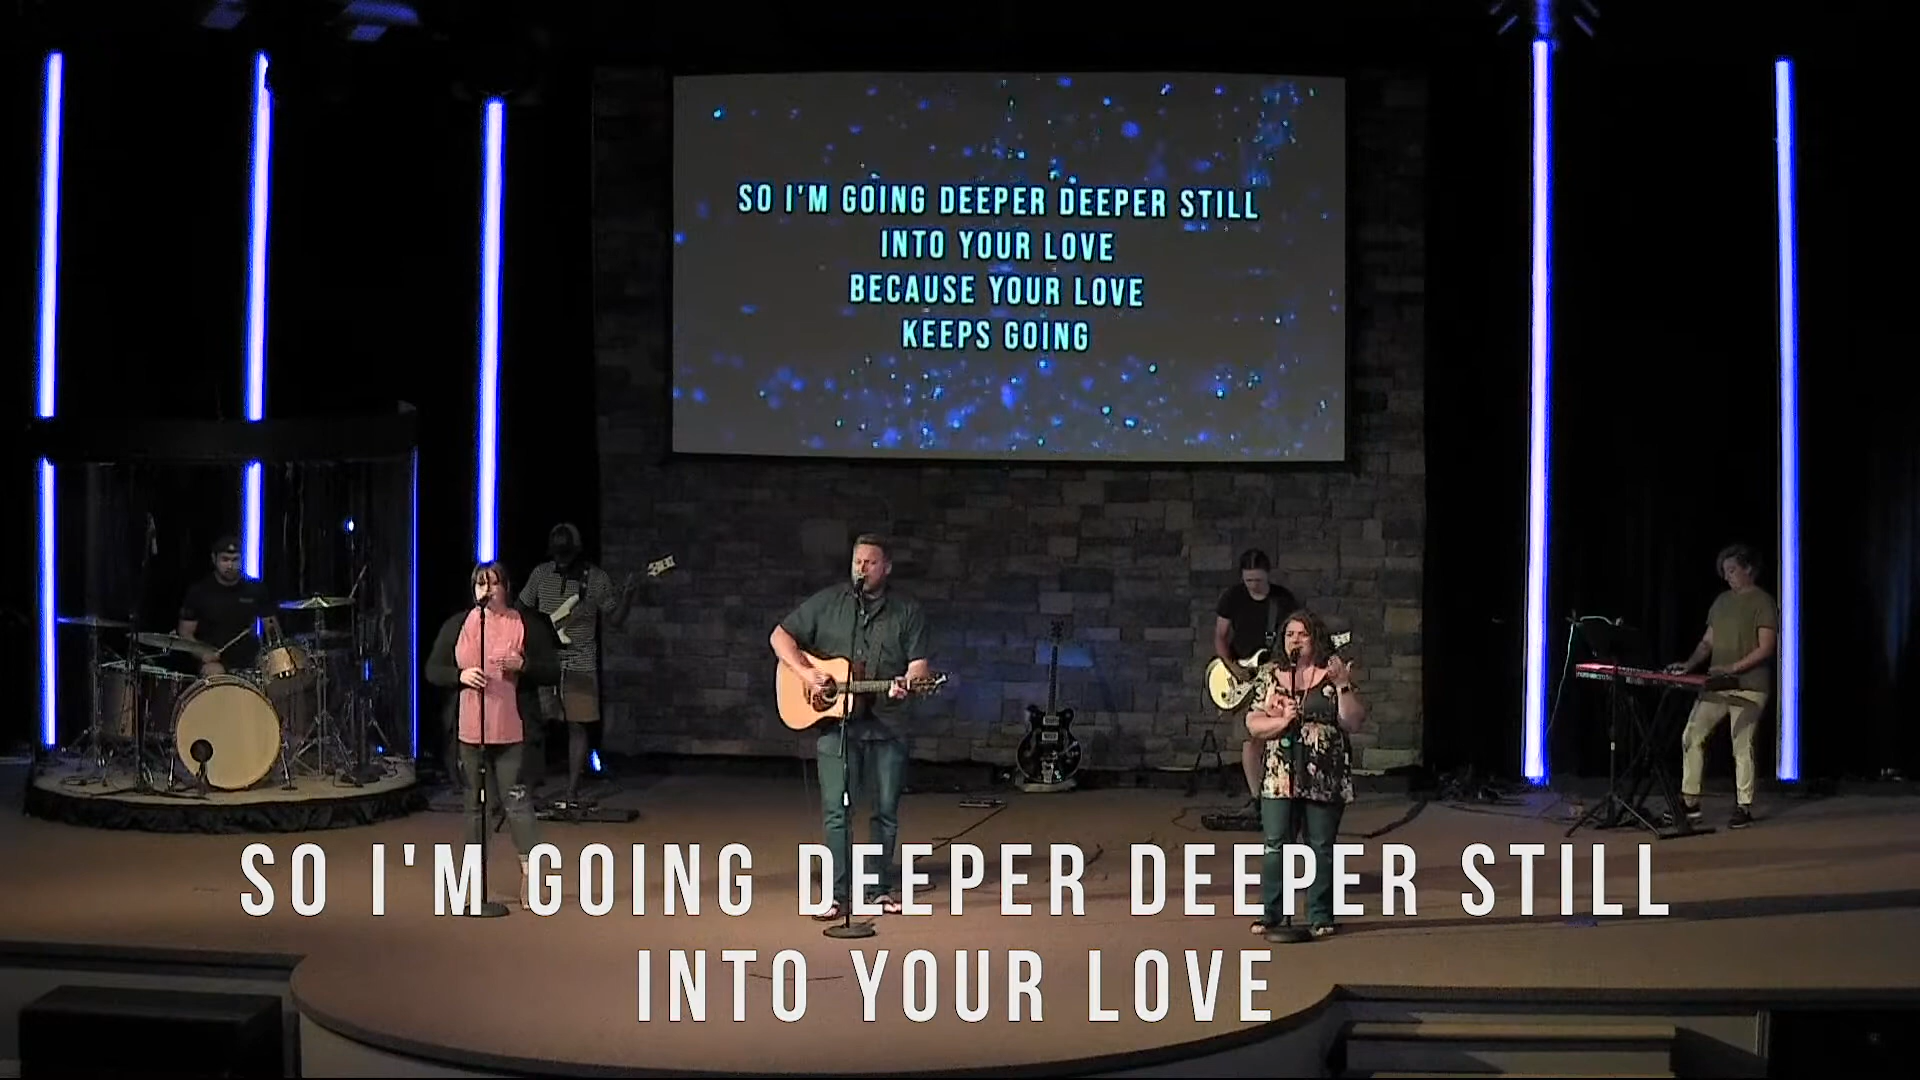 SO I'M GOING DEEPER DEEPER STILL
INTO YOUR LOVE
BECAUSE YOUR LOVE
KEEPS GOING
SO I'M GOING DEEPER DEEPER STILL
INTO YOUR LOVE